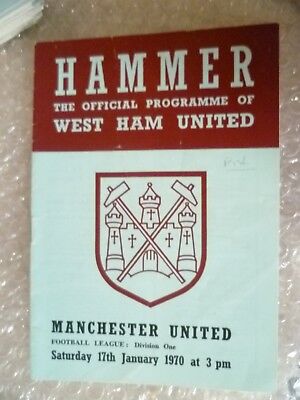 HAMMER
THE OFFICIAL PROGRAMME OF
WEST HAM UNITED
MANCHESTER UNITED
FOOTBALL LEAGUE: Division One
Saturday 17th January 1970 at 3 pm